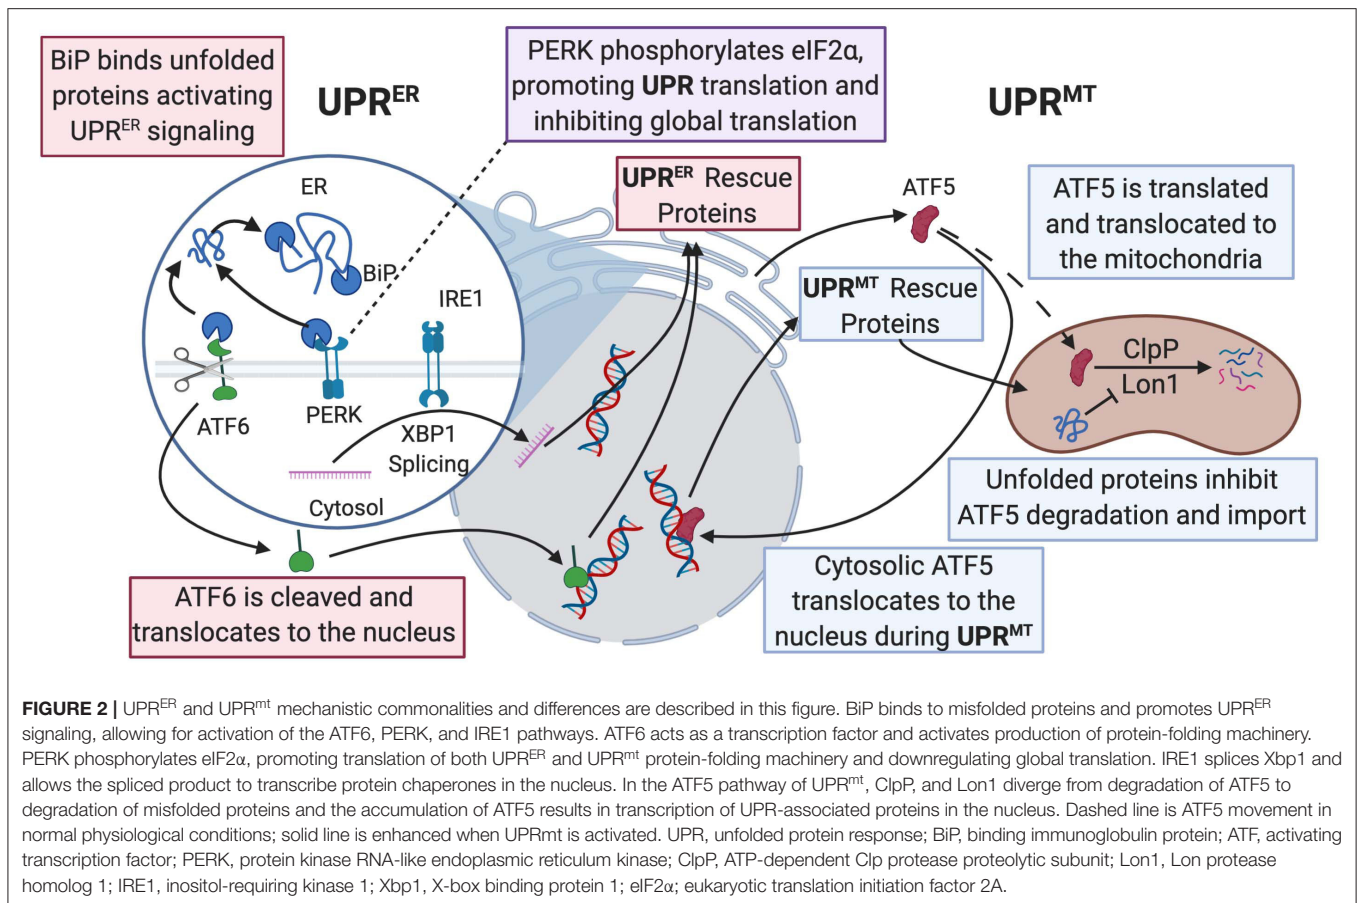 BiP binds unfolded
proteins activating
UPRᴱᴿ signaling
UPRᴱᴿ
PERK phosphorylates eIF2α,
promoting UPR translation and
inhibiting global translation
UPRᴹᵀ
ER
BiP
IRE1
ATF6
PERK
XBP1
Splicing
Cytosol
UPRᴱᴿ Rescue
Proteins
ATF5
ATF5 is translated
and translocated to
the mitochondria
UPRᴹᵀ Rescue
Proteins
ClpP
Lon1
Unfolded proteins inhibit
ATF5 degradation and import
ATF6 is cleaved and
translocates to the nucleus
Cytosolic ATF5
translocates to the
nucleus during UPRᴹᵀ
FIGURE 2 | UPRᴱᴿ and UPRᵐᵗ mechanistic commonalities and differences are described in this figure. BiP binds to misfolded proteins and promotes UPRᴱᴿ
signaling, allowing for activation of the ATF6, PERK, and IRE1 pathways. ATF6 acts as a transcription factor and activates production of protein-folding machinery.
PERK phosphorylates eIF2α, promoting translation of both UPRᴱᴿ and UPRᵐᵗ protein-folding machinery and downregulating global translation. IRE1 splices Xbp1 and
allows the spliced product to transcribe protein chaperones in the nucleus. In the ATF5 pathway of UPRᵐᵗ, ClpP, and Lon1 diverge from degradation of ATF5 to
degradation of misfolded proteins and the accumulation of ATF5 results in transcription of UPR-associated proteins in the nucleus. Dashed line is ATF5 movement in
normal physiological conditions; solid line is enhanced when UPRmt is activated. UPR, unfolded protein response; BiP, binding immunoglobulin protein; ATF, activating
transcription factor; PERK, protein kinase RNA-like endoplasmic reticulum kinase; ClpP, ATP-dependent Clp protease proteolytic subunit; Lon1, Lon protease
homolog 1; IRE1, inositol-requiring kinase 1; Xbp1, X-box binding protein 1; eIF2α; eukaryotic translation initiation factor 2A.